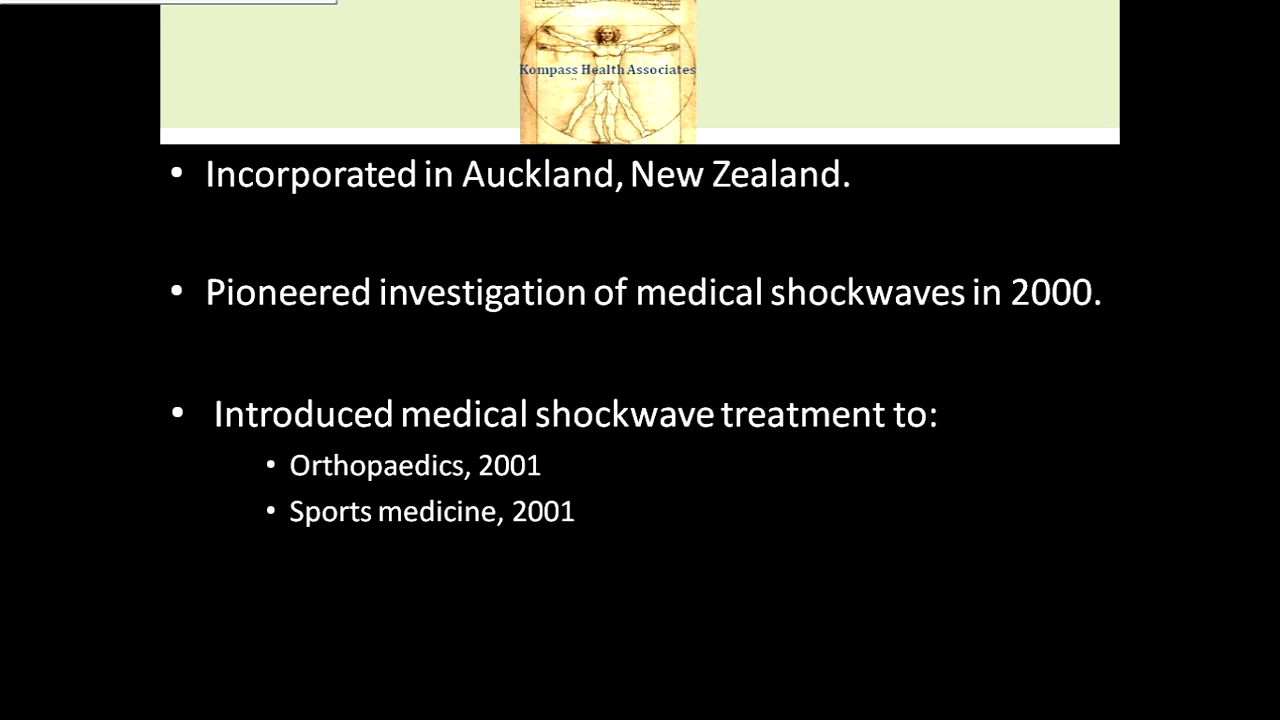 Kompass Health Associates
• Incorporated in Auckland, New Zealand.
• Pioneered investigation of medical shockwaves in 2000.
• Introduced medical shockwave treatment to:
• Orthopaedics, 2001
• Sports medicine, 2001